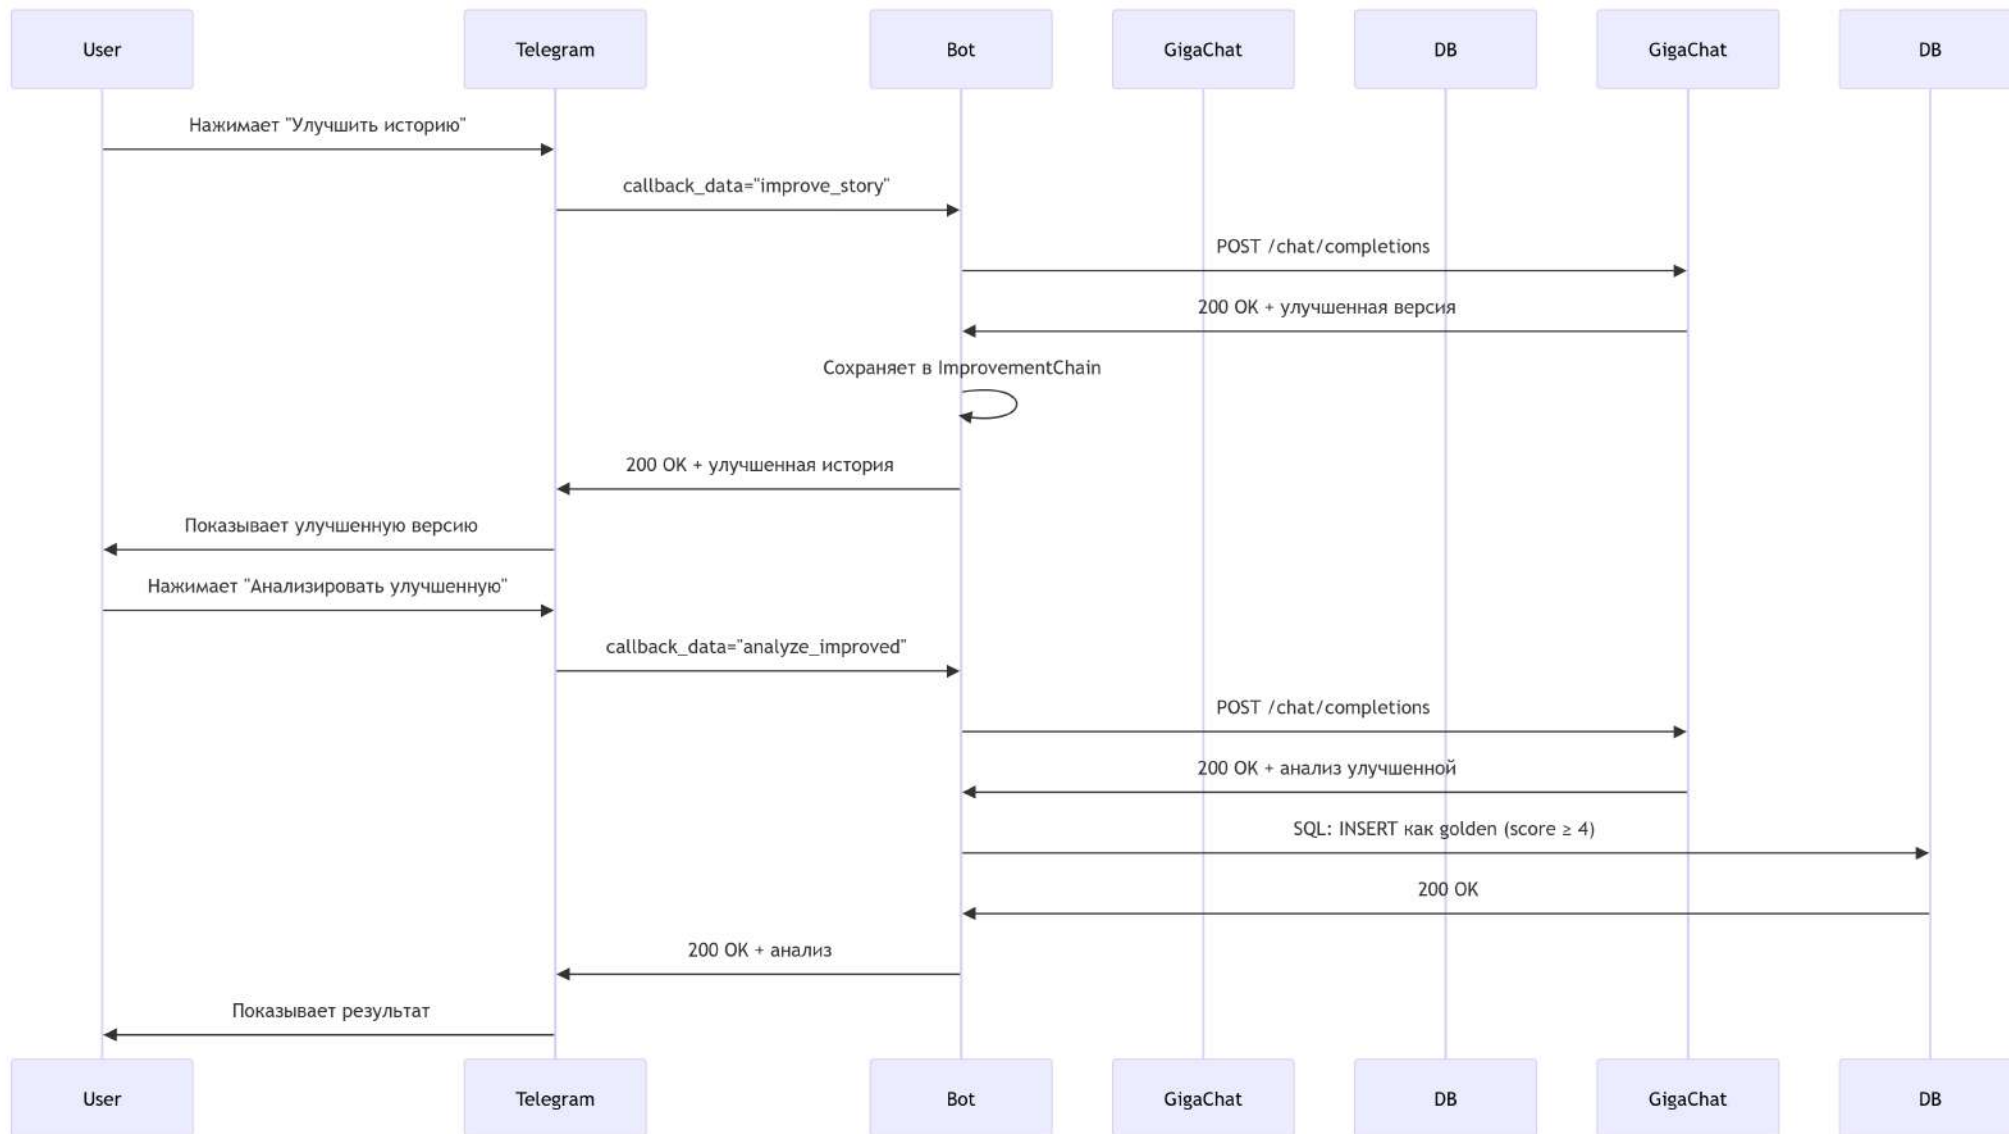 User
Telegram
Bot
GigaChat
DB
GigaChat
DB
Нажимает "Улучшить историю"
callback_data="improve_story"
POST /chat/completions
200 OK + улучшенная версия
Сохраняет в ImprovementChain
200 OK + улучшенная история
Показывает улучшенную версию
Нажимает "Анализировать улучшенную"
callback_data="analyze_improved"
POST /chat/completions
200 OK + анализ улучшенной
SQL: INSERT как golden (score ≥ 4)
200 OK
200 OK + анализ
Показывает результат
User
Telegram
Bot
GigaChat
DB
GigaChat
DB